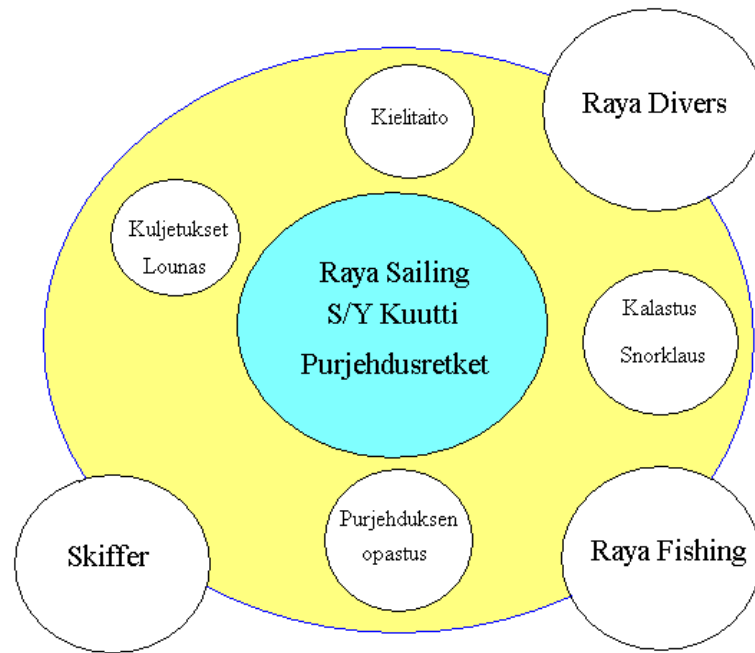 Raya Divers
Kielitaito
Kuljetukset
Lounas
Raya Sailing
S/Y Kuutti
Purjehdusretket
Kalastus
Snorklaus
Purjehduksen
opastus
Skiffer
Raya Fishing